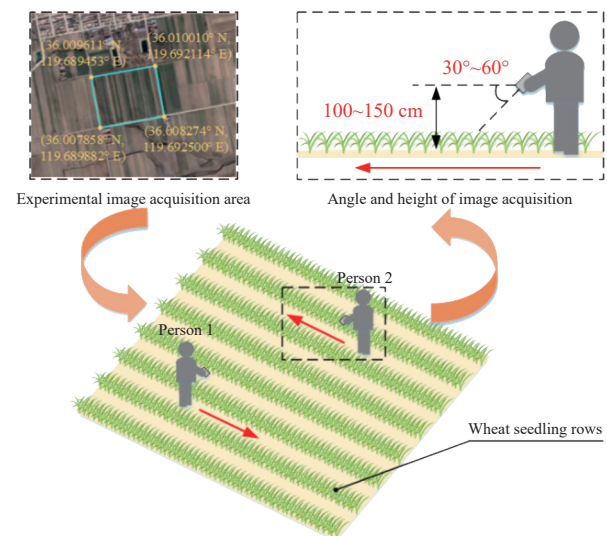 (36.009611° N,
119.689453° E)
(36.010010° N,
119.692114° E)
(36.007858° N,
119.689882° E)
(36.008274° N,
119.692500° E)
30°~60°
100~150 cm
Experimental image acquisition area
Angle and height of image acquisition
Person 2
Person 1
Wheat seedling rows